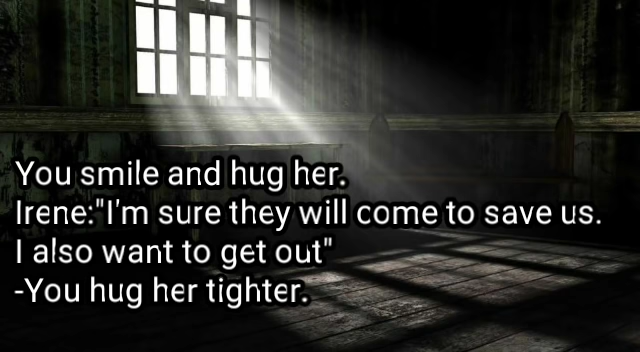 You smile and hug her.
Irene:"I'm sure they will come to save us.
I also want to get out"
-You hug her tighter.